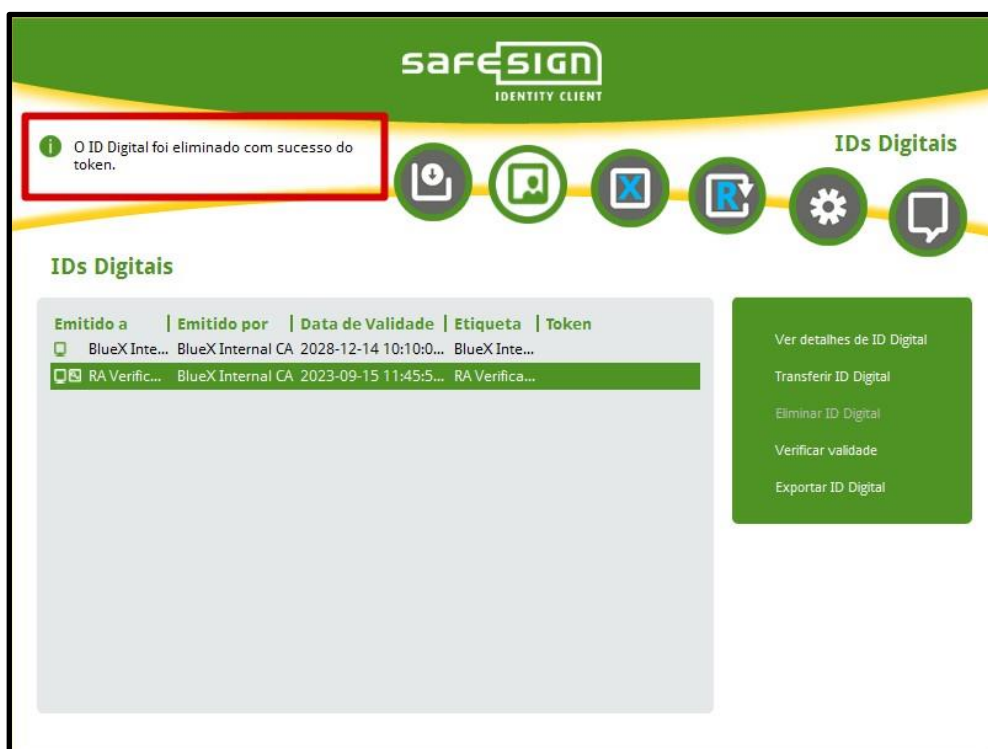 safesign
IDENTITY CLIENT
O ID Digital foi eliminado com sucesso do
token.
IDs Digitais
X
R
IDs Digitais
Emitido a Emitido por Data de Validade Etiqueta Token
BlueX Inte... BlueX Internal CA 2028-12-14 10:10:0... BlueX Inte...
RA Verific... BlueX Internal CA 2023-09-15 11:45:5... RA Verifica...
Ver detalhes de ID Digital
Transferir ID Digital
Eliminar ID Digital
Verificar validade
Exportar ID Digital